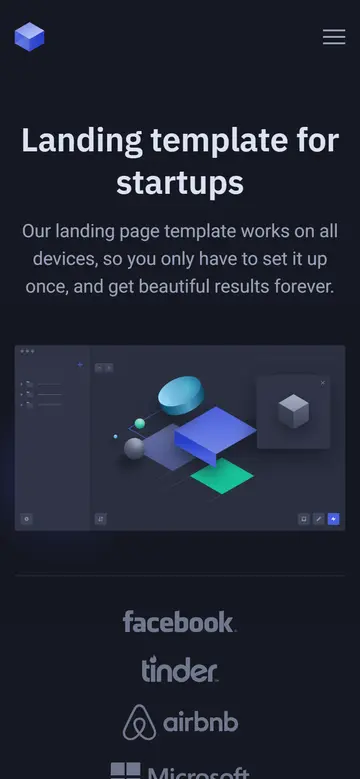 Landing template for
startups
Our landing page template works on all
devices, so you only have to set it up
once, and get beautiful results forever.
facebook.
tinder
airbnb
Microsoft